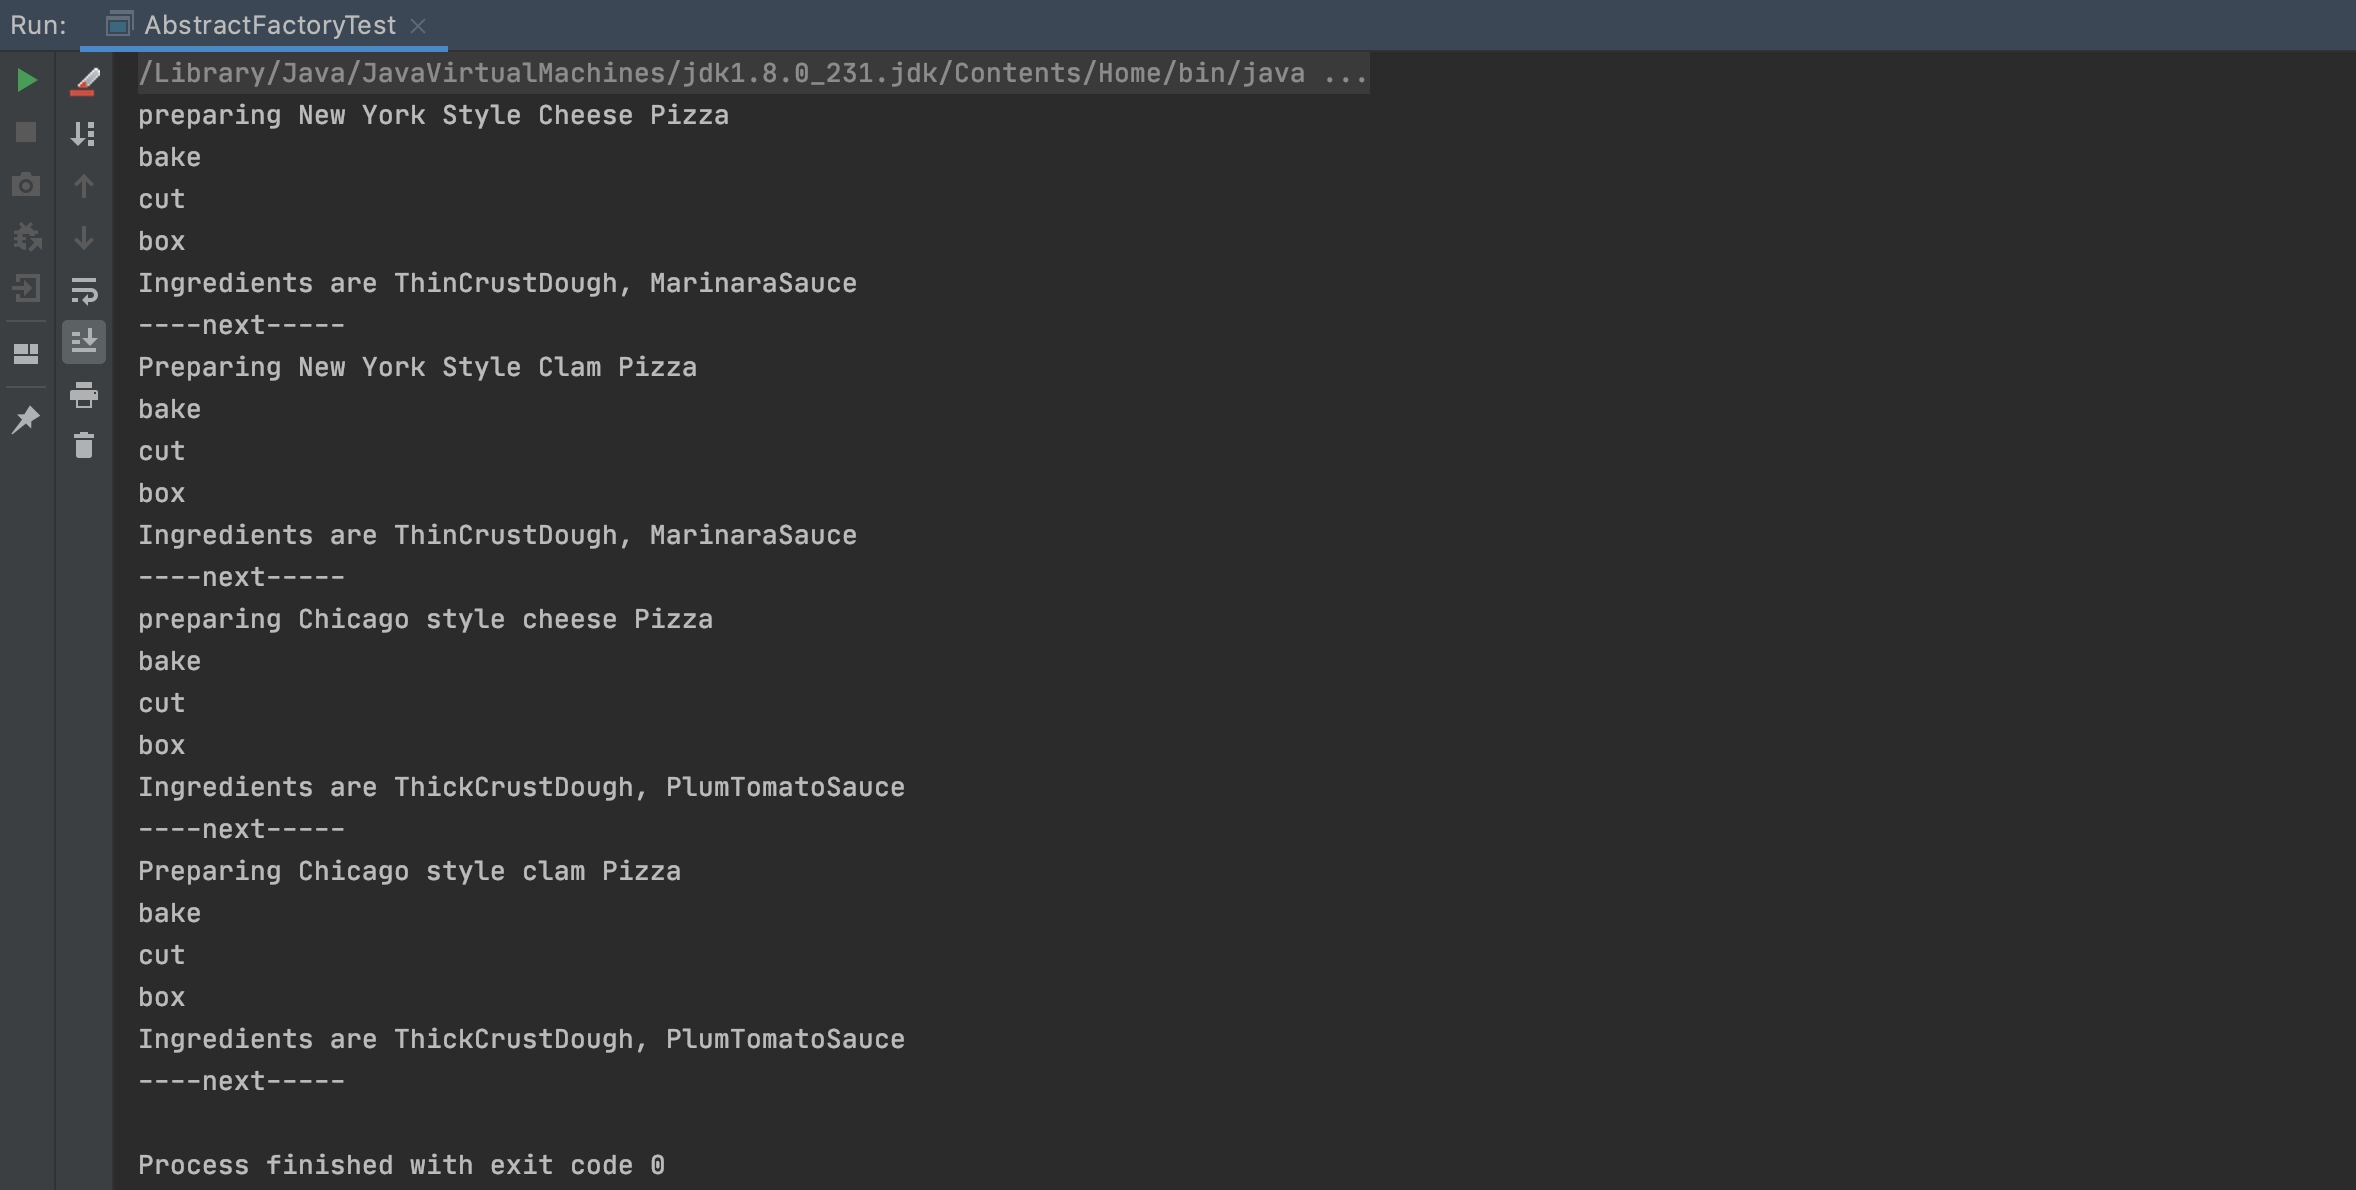 Run: AbstractFactoryTest
/Library/Java/JavaVirtualMachines/jdk1.8.0_231.jdk/Contents/Home/bin/java ...
preparing New York Style Cheese Pizza
bake
cut
box
Ingredients are ThinCrustDough, MarinaraSauce
----next-----
Preparing New York Style Clam Pizza
bake
cut
box
Ingredients are ThinCrustDough, MarinaraSauce
----next-----
preparing Chicago style cheese Pizza
bake
cut
box
Ingredients are ThickCrustDough, PlumTomatoSauce
----next-----
Preparing Chicago style clam Pizza
bake
cut
box
Ingredients are ThickCrustDough, PlumTomatoSauce
----next-----
Process finished with exit code 0